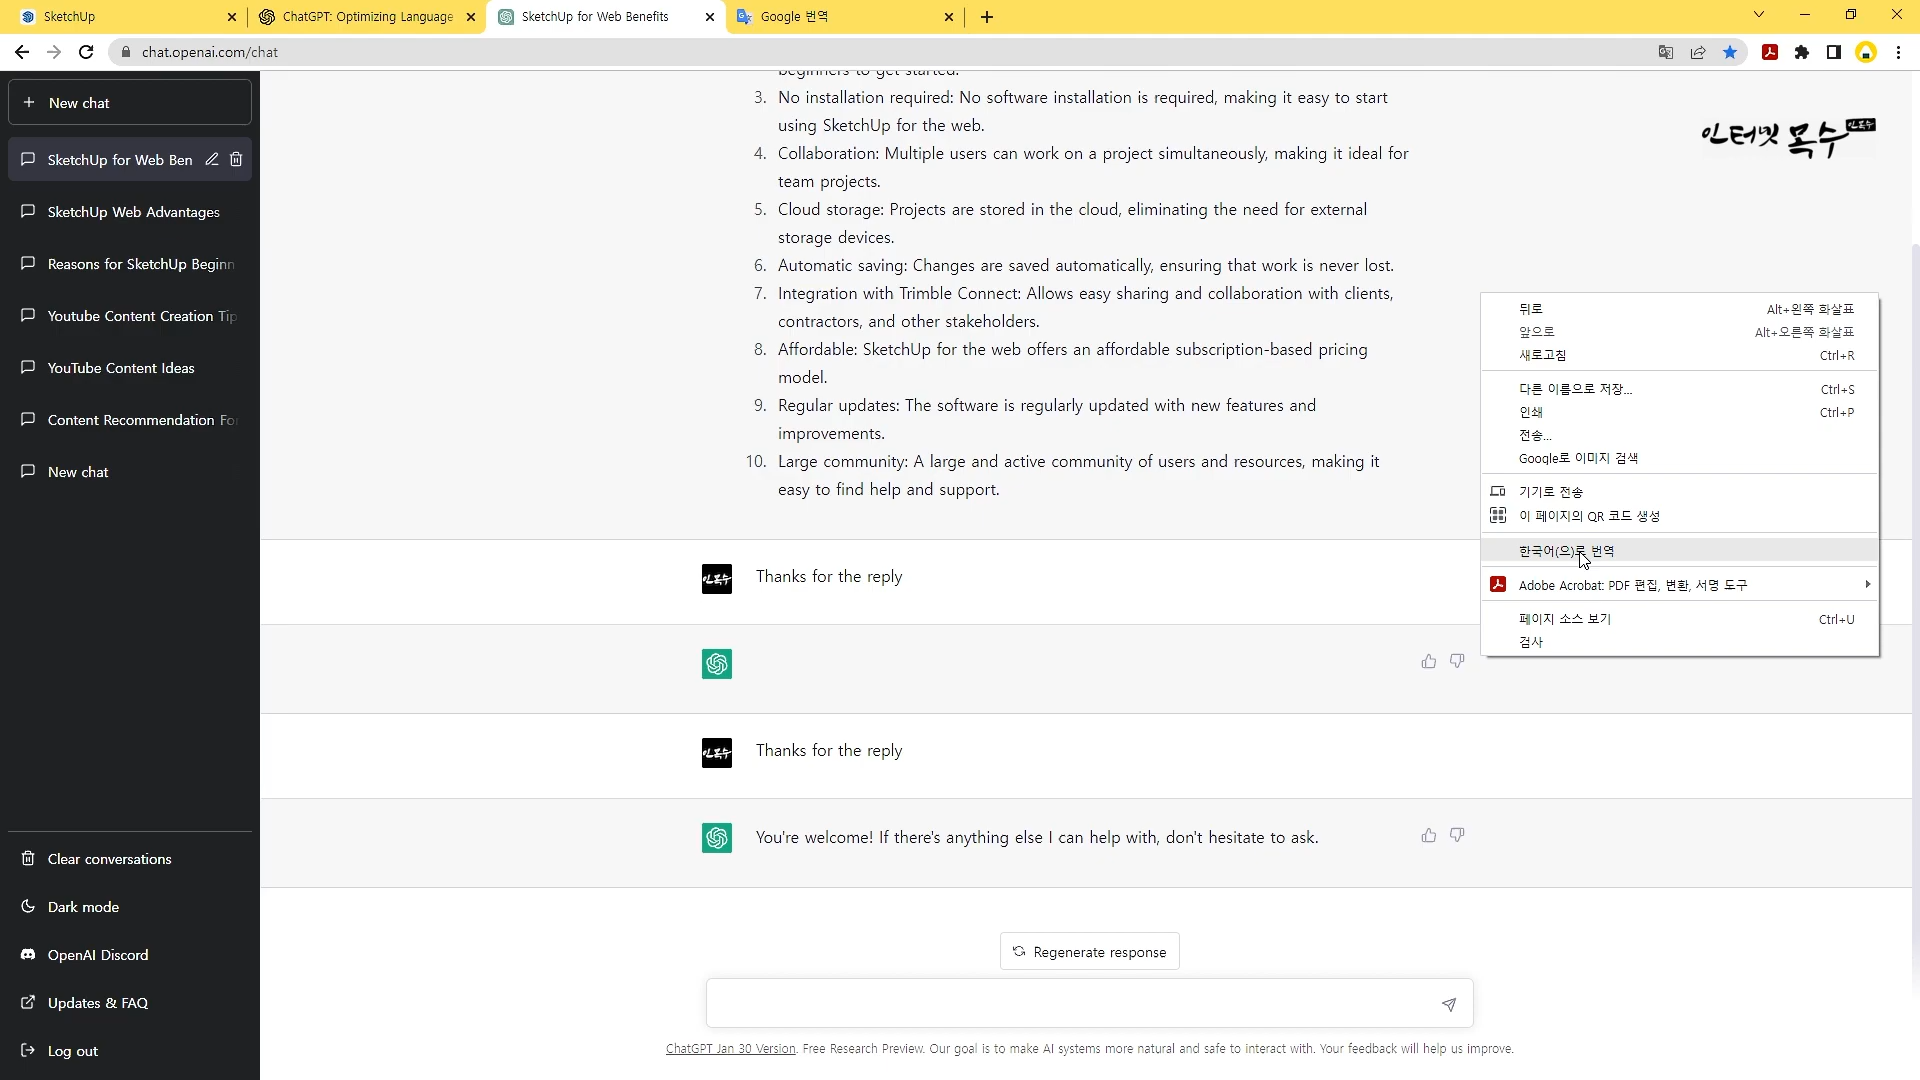 SketchUp
ChatGPT: Optimizing Language
SketchUp for Web Benefits
Google 번역
chat.openai.com/chat
New chat
SketchUp for Web Ben
SketchUp Web Advantages
Reasons for SketchUp Beginn
Youtube Content Creation Tip
YouTube Content Ideas
Content Recommendation For
New chat
Clear conversations
Dark mode
OpenAI Discord
Updates & FAQ
Log out
beginners to get started.
3. No installation required: No software installation is required, making it easy to start
using SketchUp for the web.
4. Collaboration: Multiple users can work on a project simultaneously, making it ideal for
team projects.
5. Cloud storage: Projects are stored in the cloud, eliminating the need for external
storage devices.
6. Automatic saving: Changes are saved automatically, ensuring that work is never lost.
7. Integration with Trimble Connect: Allows easy sharing and collaboration with clients,
contractors, and other stakeholders.
8. Affordable: SketchUp for the web offers an affordable subscription-based pricing
model.
9. Regular updates: The software is regularly updated with new features and
improvements.
10. Large community: A large and active community of users and resources, making it
easy to find help and support.
인목수
Thanks for the reply
인목수
Thanks for the reply
You're welcome! If there's anything else I can help with, don't hesitate to ask.
Regenerate response
ChatGPT Jan 30 Version. Free Research Preview. Our goal is to make AI systems more natural and safe to interact with. Your feedback will help us improve.
인터넷 목수 인목수
뒤로 Alt+왼쪽 화살표
앞으로 Alt+오른쪽 화살표
새로고침 Ctrl+R
다른 이름으로 저장... Ctrl+S
인쇄 Ctrl+P
전송...
Google로 이미지 검색
기기로 전송
이 페이지의 QR 코드 생성
한국어(으)로 번역
Adobe Acrobat: PDF 편집, 변환, 서명 도구
페이지 소스 보기 Ctrl+U
검사